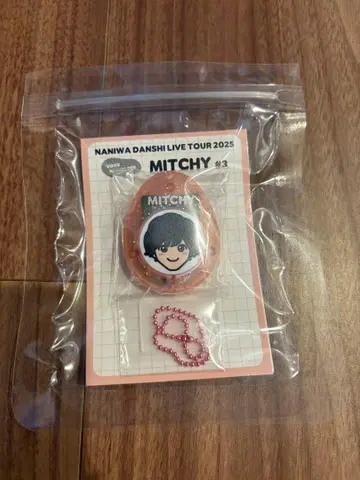 NANIWA DANSHI LIVE TOUR 2025
MITCHY #3
MITCHY